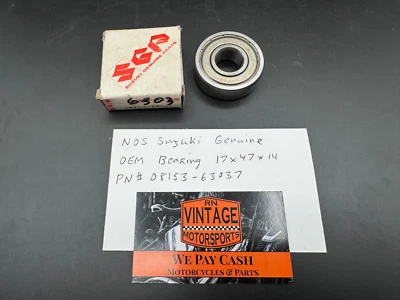 SGP
SUZUKI GENUINE PARTS
6303
NOS Suzuki Genuine
OEM Bearing 17x47x14
PN# 08153-63037
RN
VINTAGE
MOTORSPORTS
WE PAY CASH
MOTORCYCLES & PARTS